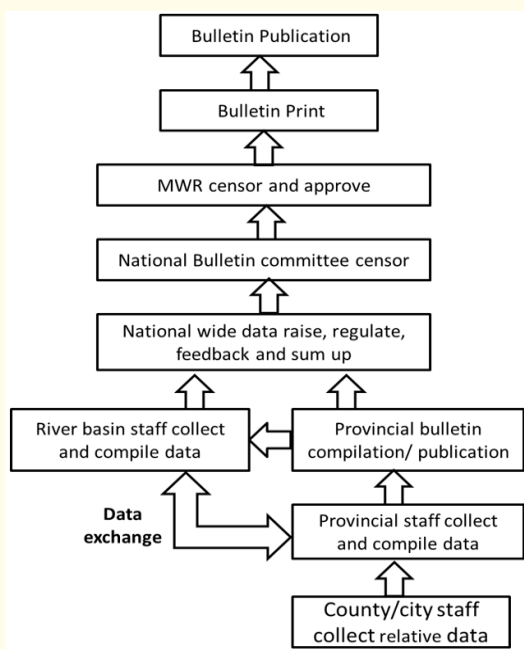 Bulletin Publication
Bulletin Print
MWR censor and approve
National Bulletin committee censor
National wide data raise, regulate,
feedback and sum up
River basin staff collect
and compile data
Provincial bulletin
compilation/ publication
Data
exchange
Provincial staff collect
and compile data
County/city staff
collect relative data